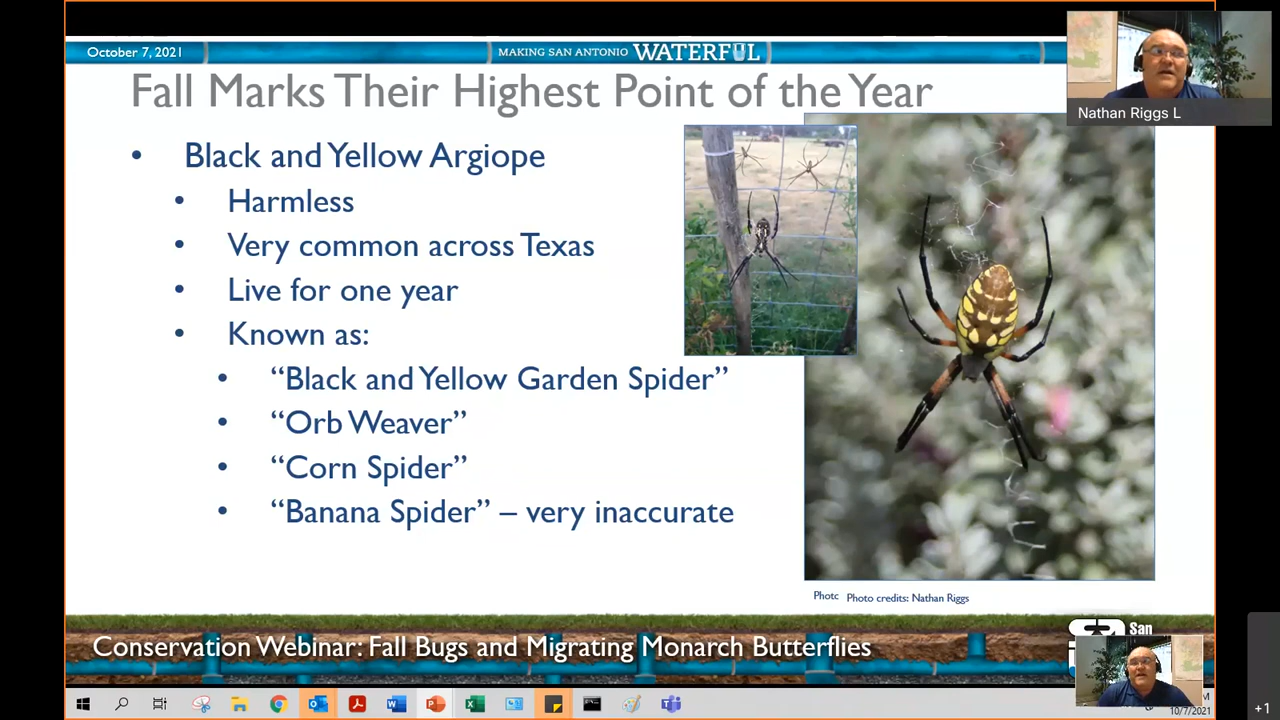 October 7, 2021
MAKING SAN ANTONIO WATERFUL
Nathan Riggs L
Fall Marks Their Highest Point of the Year
• Black and Yellow Argiope
• Harmless
• Very common across Texas
• Live for one year
• Known as:
• “Black and Yellow Garden Spider”
• “Orb Weaver”
• “Corn Spider”
• “Banana Spider” – very inaccurate
Photo credits: Nathan Riggs
Conservation Webinar: Fall Bugs and Migrating Monarch Butterflies
San
10/7/2021
+1